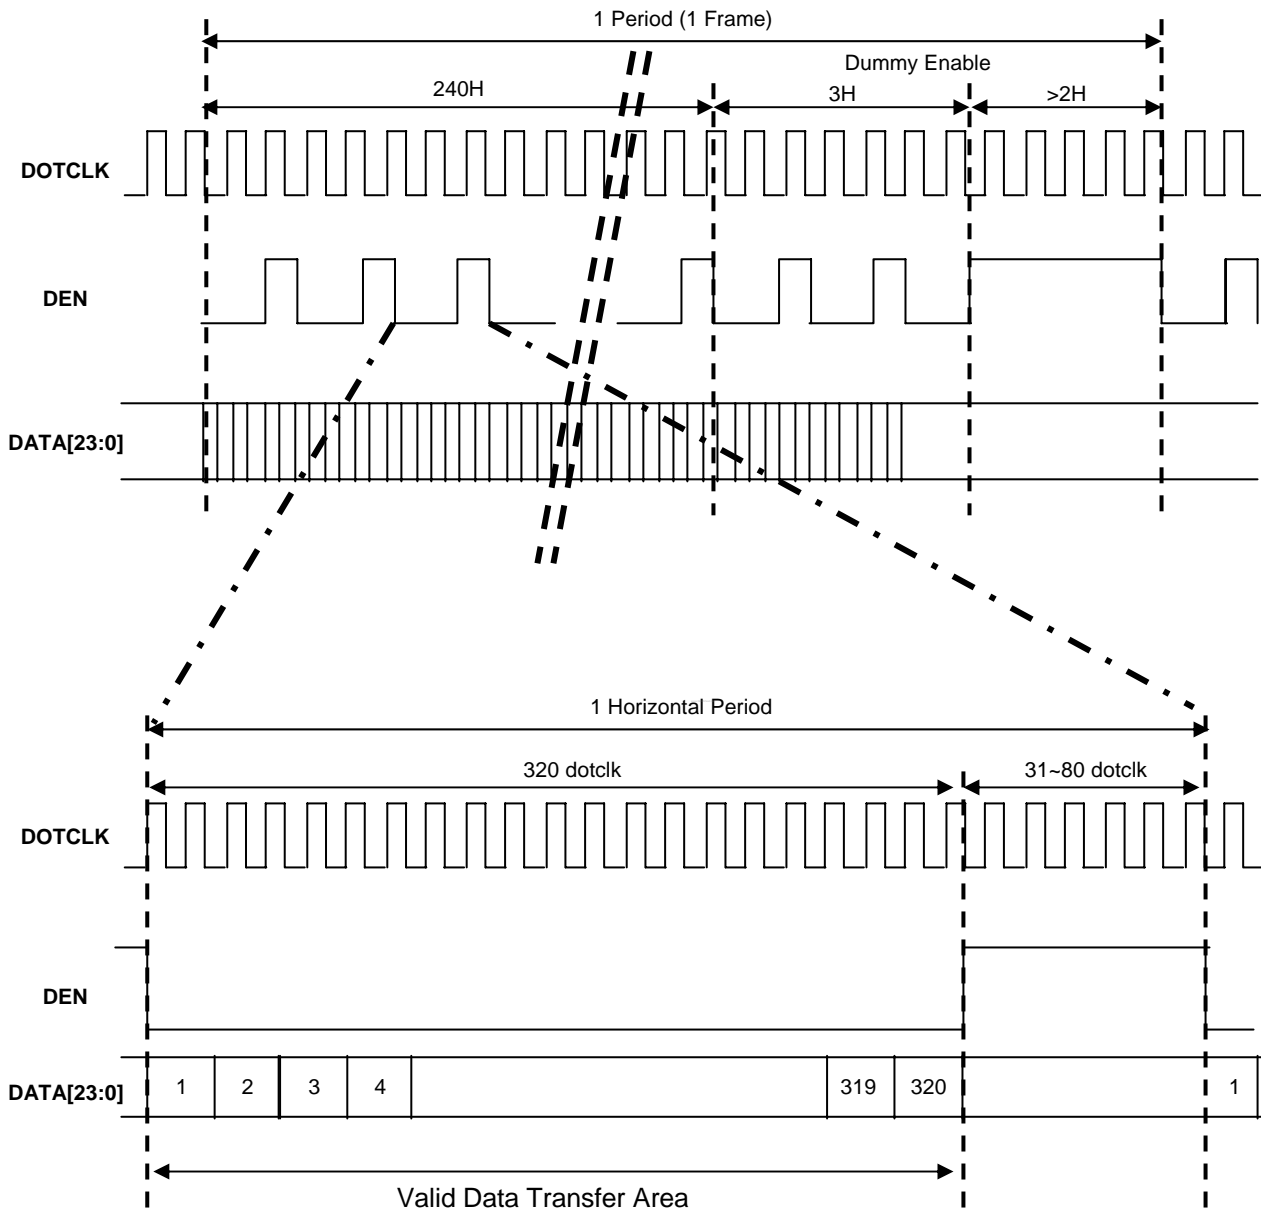 1 Period (1 Frame)
Dummy Enable
240H
3H
>2H
DOTCLK
DEN
DATA[23:0]
1 Horizontal Period
320 dotclk
31~80 dotclk
DOTCLK
DEN
DATA[23:0]
1 2 3 4 319 320 1
Valid Data Transfer Area